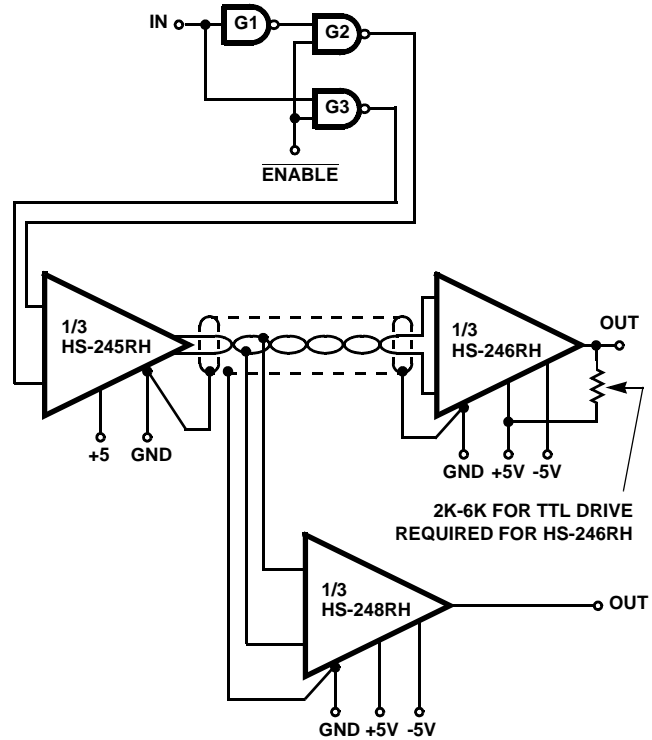 IN
G1
G2
G3
ENABLE
1/3
HS-245RH
+5
GND
1/3
HS-246RH
OUT
GND +5V -5V
2K-6K FOR TTL DRIVE
REQUIRED FOR HS-246RH
1/3
HS-248RH
OUT
GND +5V -5V